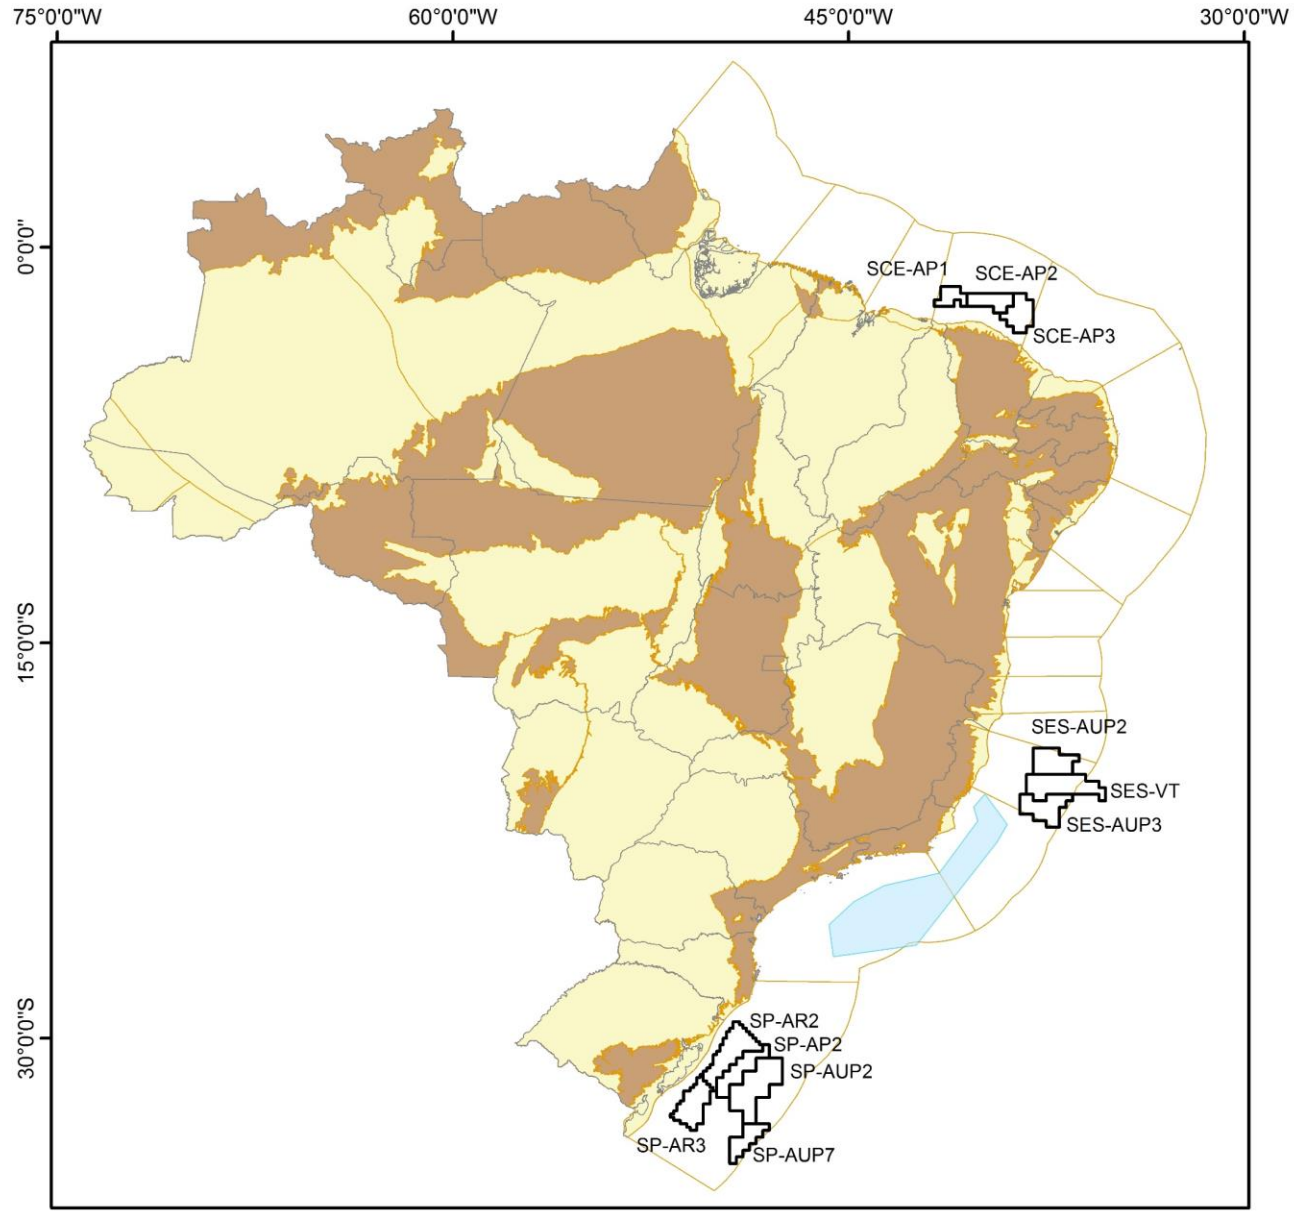 75°0'0"W
60°0'0"W
45°0'0"W
30°0'0"W
0°0'0"
SCE-AP1
SCE-AP2
SCE-AP3
15°0'0"S
SES-AUP2
SES-VT
SES-AUP3
30°0'0"S
SP-AR2
SP-AP2
SP-AUP2
SP-AR3
SP-AUP7